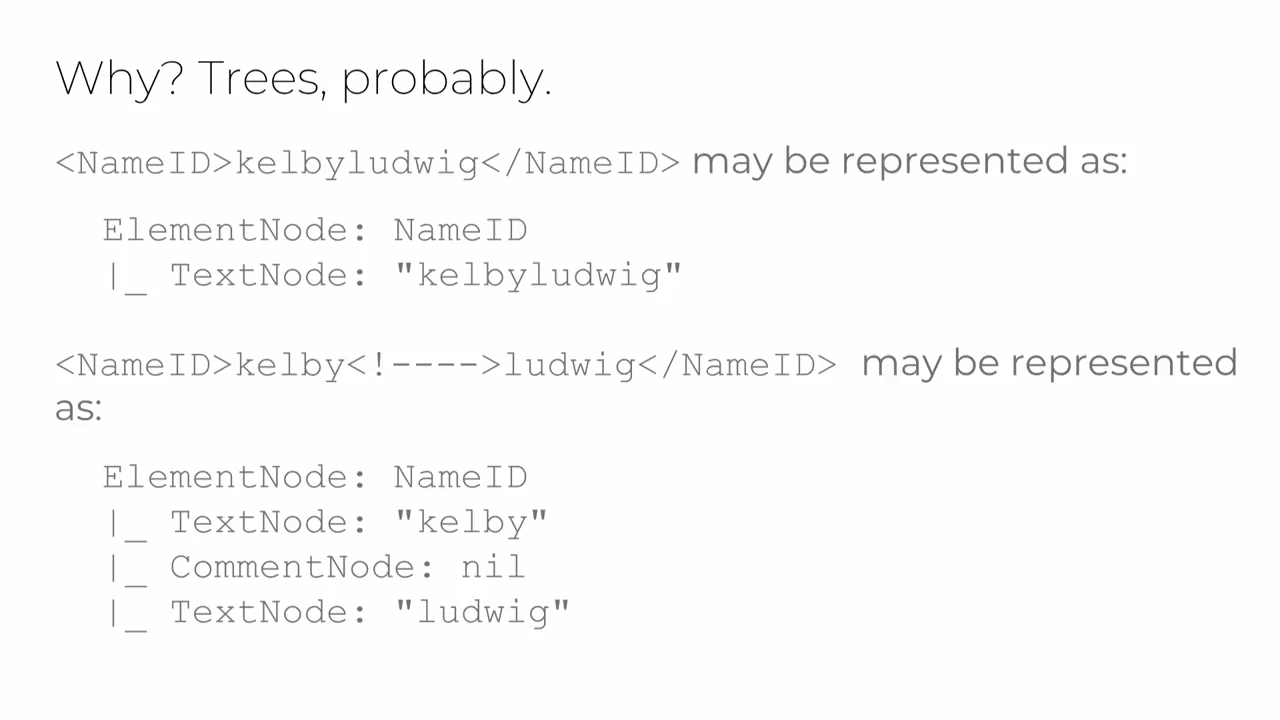 Why? Trees, probably.
<NameID>kelbyludwig</NameID> may be represented as:
ElementNode: NameID
|_ TextNode: "kelbyludwig"
<NameID>kelby<!---->ludwig</NameID> may be represented
as:
ElementNode: NameID
|_ TextNode: "kelby"
|_ CommentNode: nil
|_ TextNode: "ludwig"